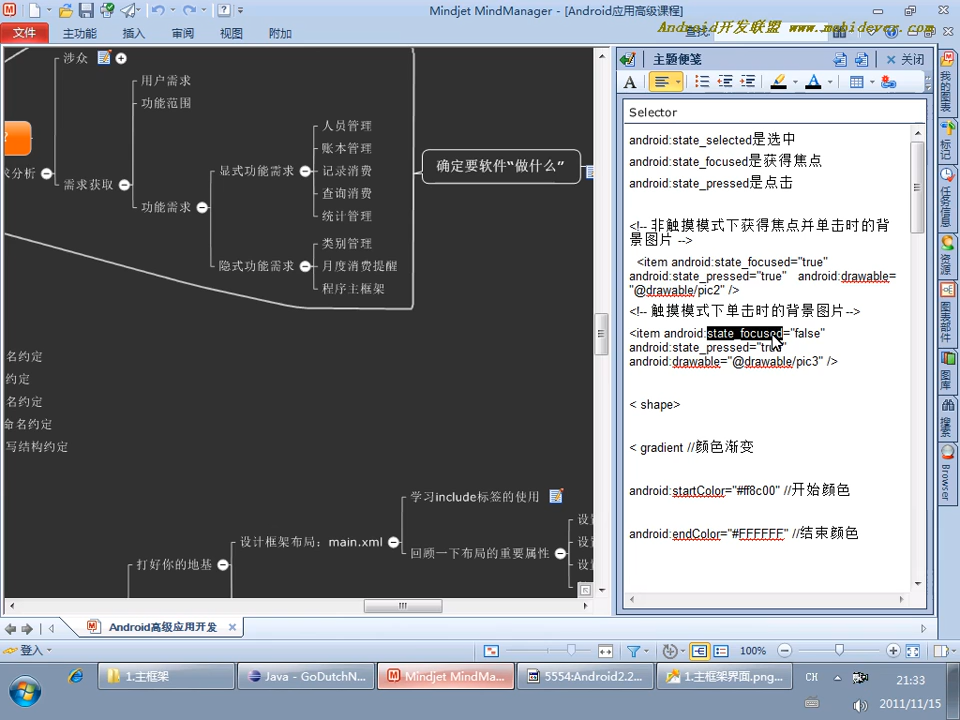 Mindjet MindManager - [Android应用高级课程]
Android开发联盟 www.mobidever.com
文件 主功能 插入 审阅 视图 附加
涉众
用户需求
功能范围
人员管理
账本管理
显式功能需求
记录消费
查询消费
统计管理
求分析
需求获取
功能需求
类别管理
隐式功能需求
月度消费提醒
程序主框架
确定要软件“做什么”
名约定
约定
名约定
命名约定
写结构约定
学习include标签的使用
设计框架布局：main.xml
回顾一下布局的重要属性
打好你的地基
主题便笺
关闭
Selector
android:state_selected是选中
android:state_focused是获得焦点
android:state_pressed是点击
<!-- 非触摸模式下获得焦点并单击时的背
景图片 -->
<item android:state_focused="true"
android:state_pressed="true" android:drawable=
"@drawable/pic2" />
<!-- 触摸模式下单击时的背景图片-->
<item android:state_focused="false"
android:state_pressed="true"
android:drawable="@drawable/pic3" />
< shape>
< gradient //颜色渐变
android:startColor="#ff8c00" //开始颜色
android:endColor="#FFFFFF" //结束颜色
我的图表
标记
任务信息
资源
图表部件
图库
搜索
Browser
Android高级应用开发
登入
100%
1.主框架
Java - GoDutchN...
Mindjet MindMa...
5554:Android2.2...
1.主框架界面.png...
CH
21:33
2011/11/15